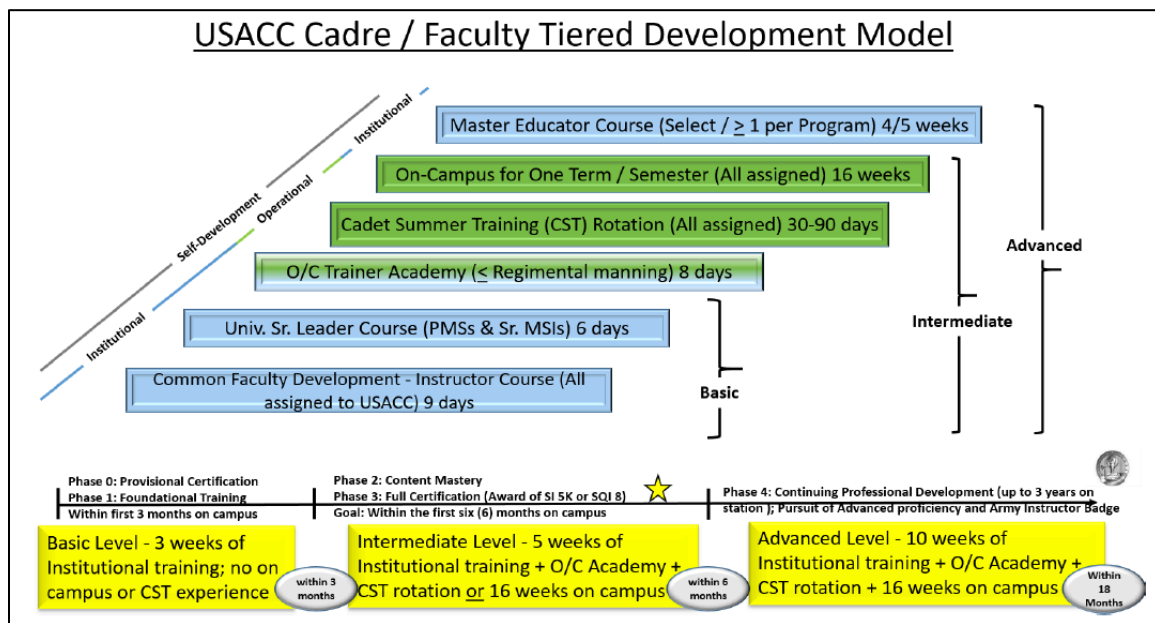 USACC Cadre / Faculty Tiered Development Model
Institutional
Operational
Self-Development
Institutional
Master Educator Course (Select / > 1 per Program) 4/5 weeks
On-Campus for One Term / Semester (All assigned) 16 weeks
Cadet Summer Training (CST) Rotation (All assigned) 30-90 days
O/C Trainer Academy (< Regimental manning) 8 days
Univ. Sr. Leader Course (PMSs & Sr. MSIs) 6 days
Common Faculty Development - Instructor Course (All
assigned to USACC) 9 days
Basic
Intermediate
Advanced
Phase 0: Provisional Certification
Phase 1: Foundational Training
Within first 3 months on campus
Phase 2: Content Mastery
Phase 3: Full Certification (Award of SI 5K or SQI 8)
Goal: Within the first six (6) months on campus
Phase 4: Continuing Professional Development (up to 3 years on
station ); Pursuit of Advanced proficiency and Army Instructor Badge
Basic Level - 3 weeks of
Institutional training; no on
campus or CST experience
within 3
months
Intermediate Level - 5 weeks of
Institutional training + O/C Academy +
CST rotation or 16 weeks on campus
within 6
months
Advanced Level - 10 weeks of
Institutional training + O/C Academy +
CST rotation + 16 weeks on campus
Within
18
Months